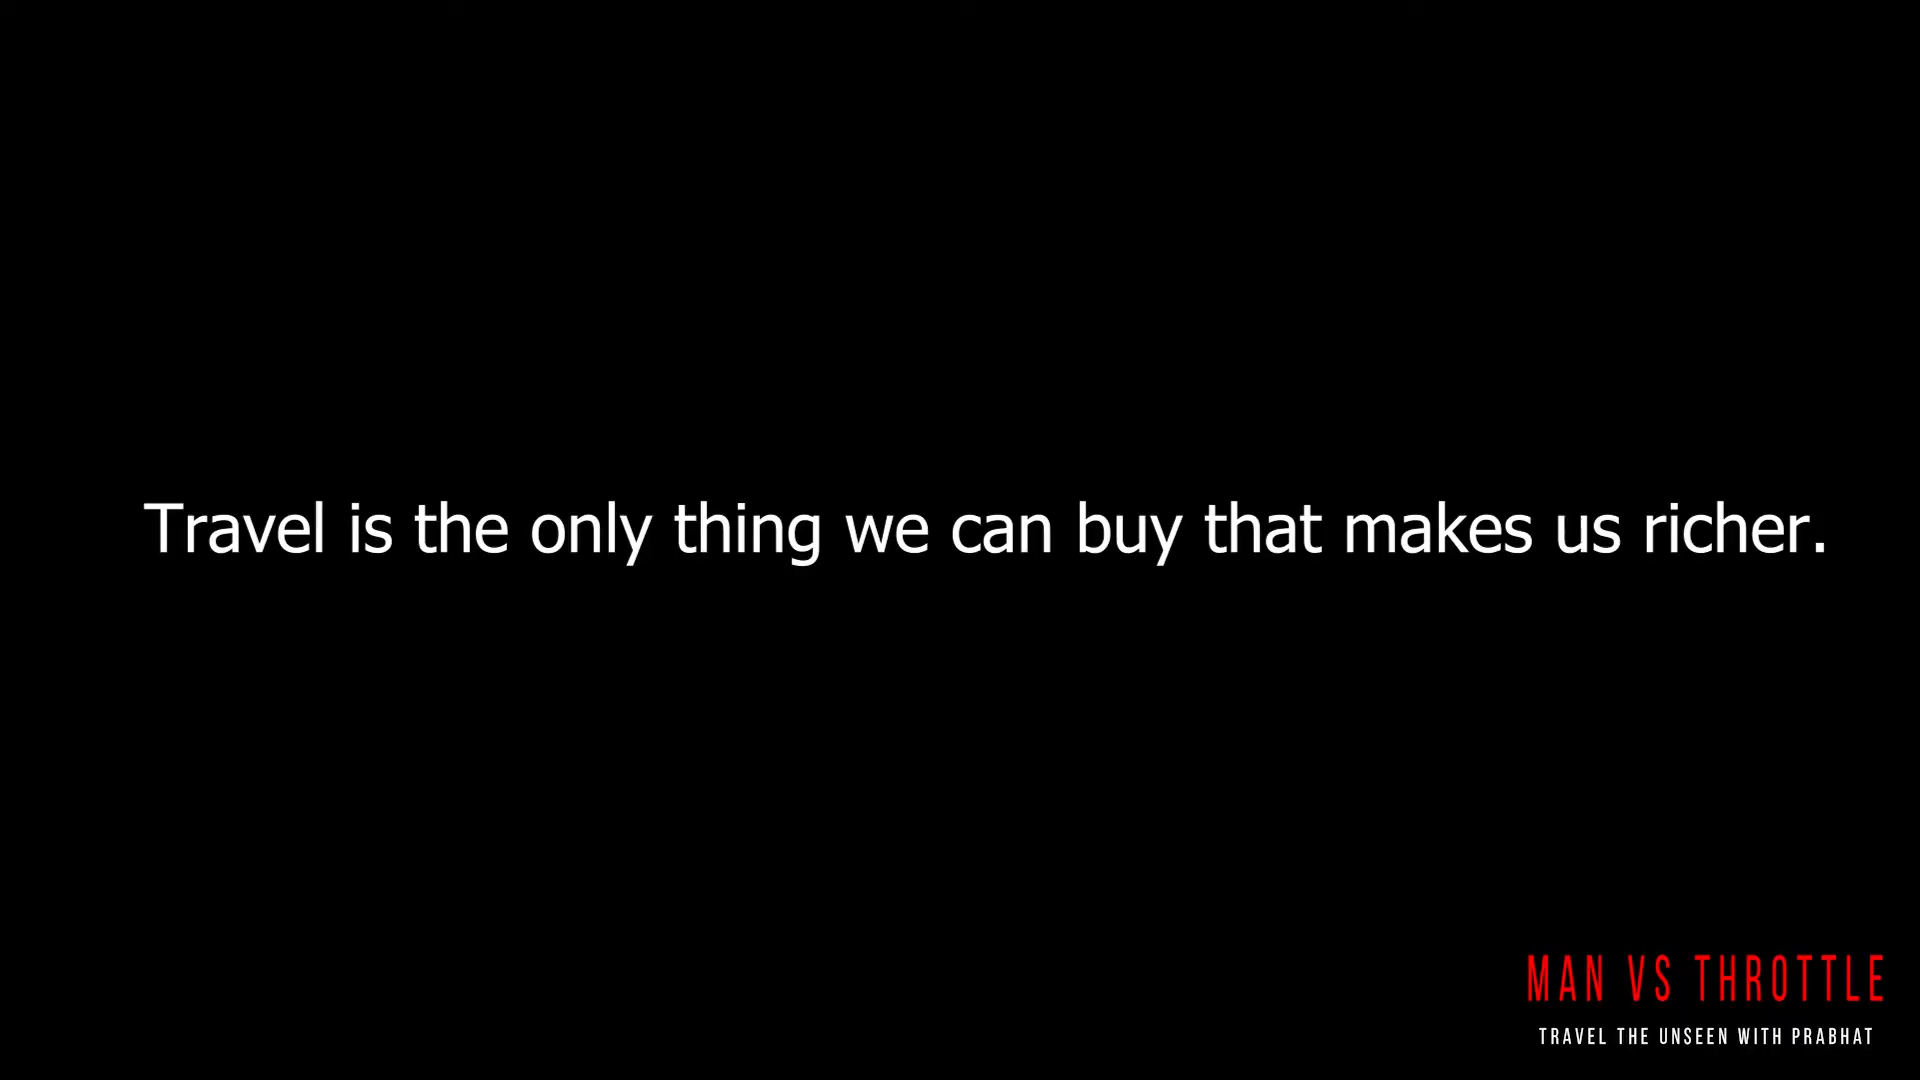 Travel is the only thing we can buy that makes us richer.
MAN VS THROTTLE
TRAVEL THE UNSEEN WITH PRABHAT